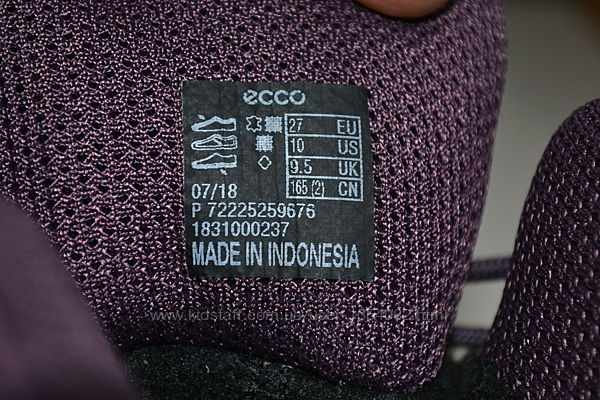 ecco
27 EU
10 US
9.5 UK
165 (2) CN
07/18
P 72225259676
1831000237
MADE IN INDONESIA